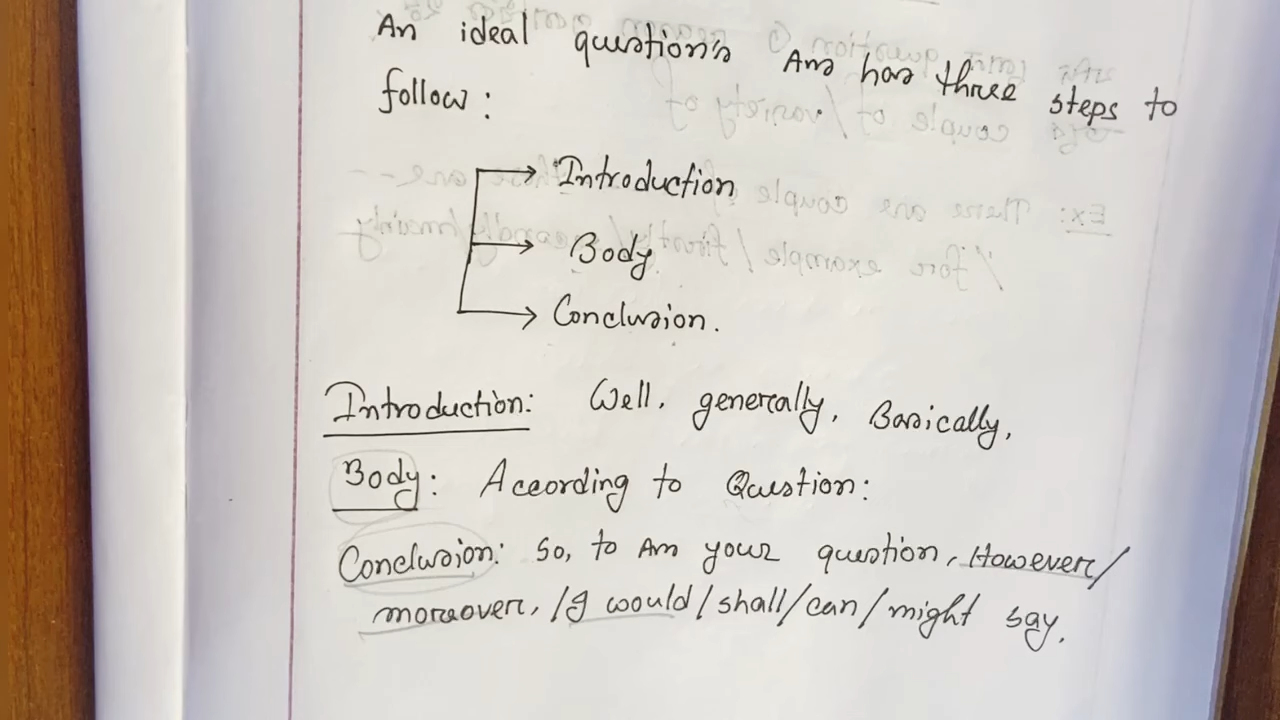 An ideal question's Ans has three steps to
follow:
Introduction
Body
Conclusion.
Introduction: Well, generally, Basically,
Body: According to Question:
Conclusion: So, to Ans your question, However/
moreover, /I would/shall/can/might say.